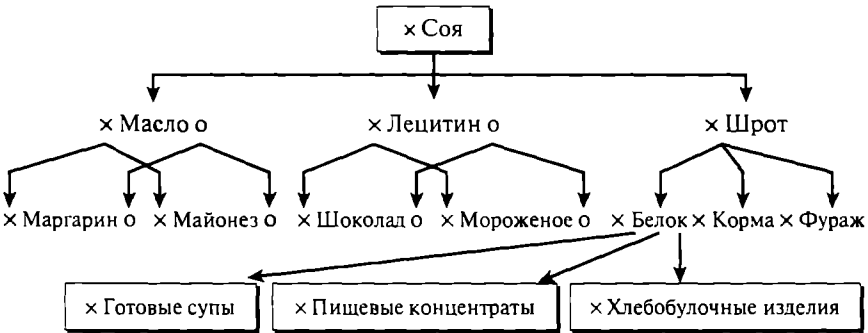 × Соя
× Масло о × Лецитин о × Шрот
× Маргарин о × Майонез о × Шоколад о × Мороженое о × Белок × Корма × Фураж
× Готовые супы × Пищевые концентраты × Хлебобулочные изделия